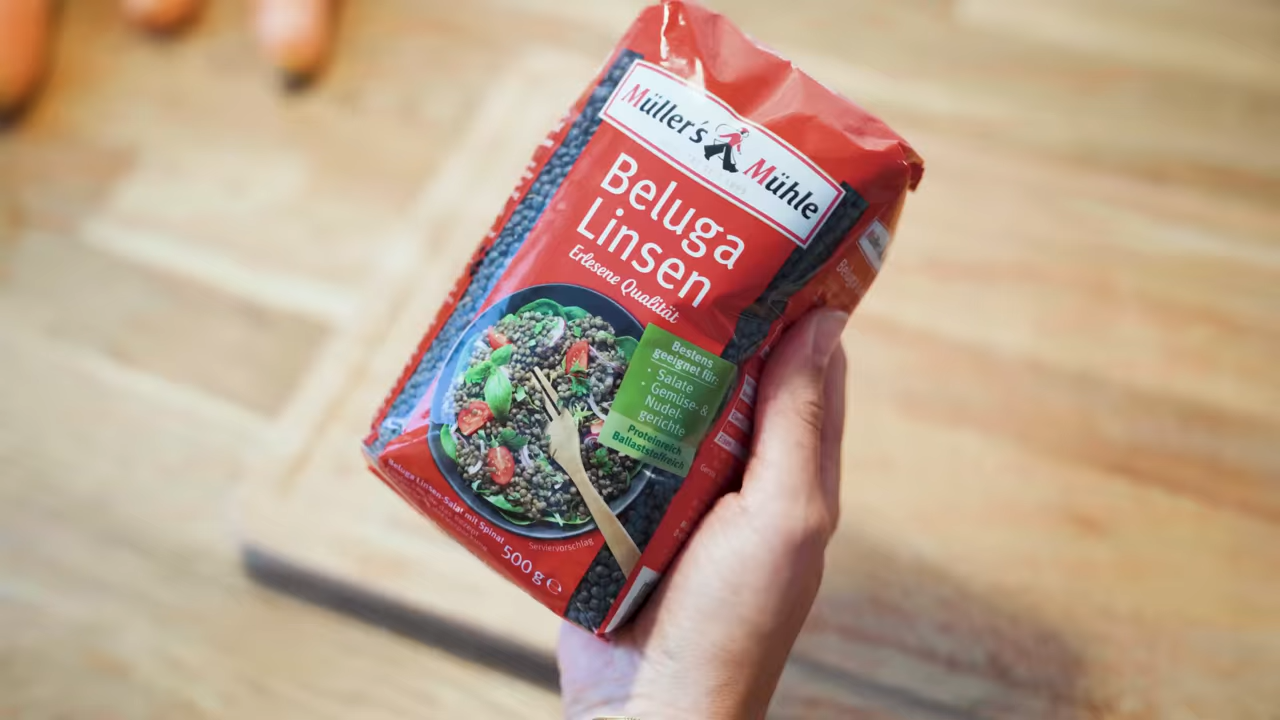 Müller's Mühle
Beluga
Linsen
Erlesene Qualität
Bestens
geeignet für:
· Salate
· Gemüse- &
Nudel-
gerichte
Proteinreich
Ballaststoffreich
Beluga Linsen-Salat mit Spinat
Serviervorschlag
500 g ℮
Beluga